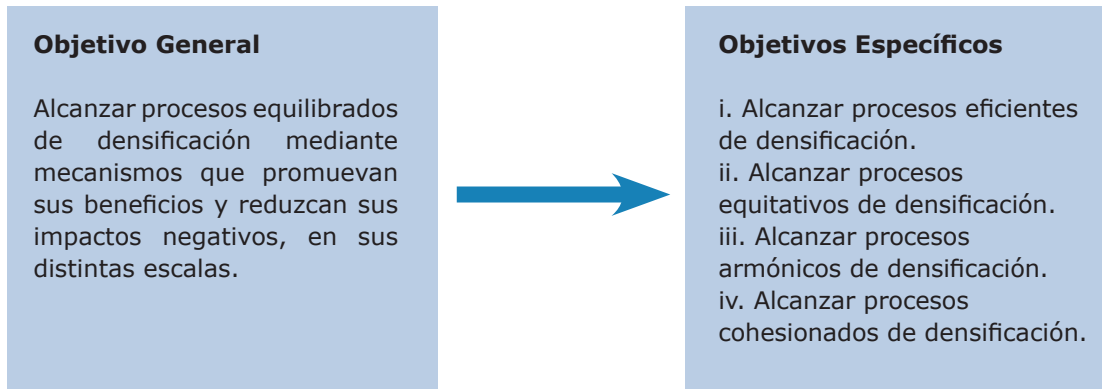 Objetivo General
Alcanzar procesos equilibrados
de densificación mediante
mecanismos que promuevan
sus beneficios y reduzcan sus
impactos negativos, en sus
distintas escalas.
Objetivos Específicos
i. Alcanzar procesos eficientes
de densificación.
ii. Alcanzar procesos
equitativos de densificación.
iii. Alcanzar procesos
armónicos de densificación.
iv. Alcanzar procesos
cohesionados de densificación.